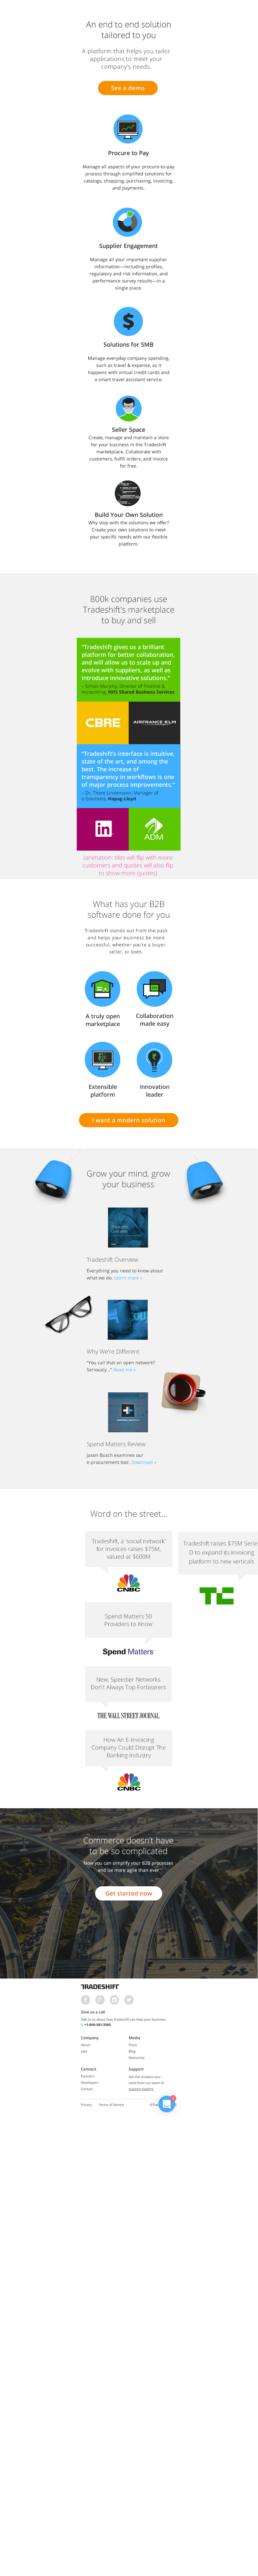 An end to end solution
tailored to you
A platform that helps you tailor
applications to meet your
company's needs.
See a demo
Procure to Pay
Manage all aspects of your procure-to-pay
process through simplified solutions for
catalogs, shopping, purchasing, invoicing,
and payments.
Supplier Engagement
Manage all your important supplier
information—including profiles,
regulatory and risk information, and
performance survey results—in a
single place.
$
Solutions for SMB
Manage everyday company spending,
such as travel & expense, as it
happens with virtual credit cards and
a smart travel assistant service.
Seller Space
Create, manage and maintain a store
for your business in the Tradeshift
marketplace. Collaborate with
customers, fulfill orders, and invoice
for free.
Build Your Own Solution
Why stop with the solutions we offer?
Create your own solutions to meet
your specific needs with our flexible
platform.
800k companies use
Tradeshift's marketplace
to buy and sell
"Tradeshift gives us a brilliant
platform for better collaboration,
and will allow us to scale up and
evolve with suppliers, as well as
introduce innovative solutions."
– Simon Murphy, Director of Finance &
Accounting, NHS Shared Business Services
CBRE
AIRFRANCE KLM
"Tradeshift's interface is intuitive,
state of the art, and among the
best. The increase of
transparency in workflows is one
of major process improvements."
– Dr. Thore Lindemann, Manager of
e-Solutions, Hapag-Lloyd
in
ADM
(animation: tiles will flip with more
customers and quotes will also flip
to show more quotes)
What has your B2B
software done for you
Tradeshift stands out from the pack
and helps your business be more
successful, whether you're a buyer,
seller, or both.
A truly open
marketplace
Collaboration
made easy
Extensible
platform
Innovation
leader
I want a modern solution
Grow your mind, grow
your business
Tradeshift Overview
Everything you need to know about
what we do. Learn more »
Why We're Different
"You call that an open network?
Seriously..." Read me »
Spend Matters Review
Jason Busch examines our
e-procurement tool. Download »
Word on the street...
Tradeshift, a 'social network'
for invoices raises $75M,
valued at $600M
CNBC
Tradeshift raises $75M Serie
D to expand its invoicing
platform to new verticals
TC
Spend Matters 50
Providers to Know
Spend Matters
New, Speedier Networks
Don't Always Top Forbearers
THE WALL STREET JOURNAL
How An E-Invoicing
Company Could Disrupt The
Banking Industry
CNBC
Commerce doesn't have
to be so complicated
Now you can simplify your B2B processes
and be more agile than ever
Get started now
TRADESHIFT
Give us a call
Talk to us about how Tradeshift can help your business.
Company
Media
About
Press
Jobs
Blog
Resources
Connect
Support
Partners
Get the answers you
Developers
need from our team of
Contact
support experts
Privacy
Terms of Service